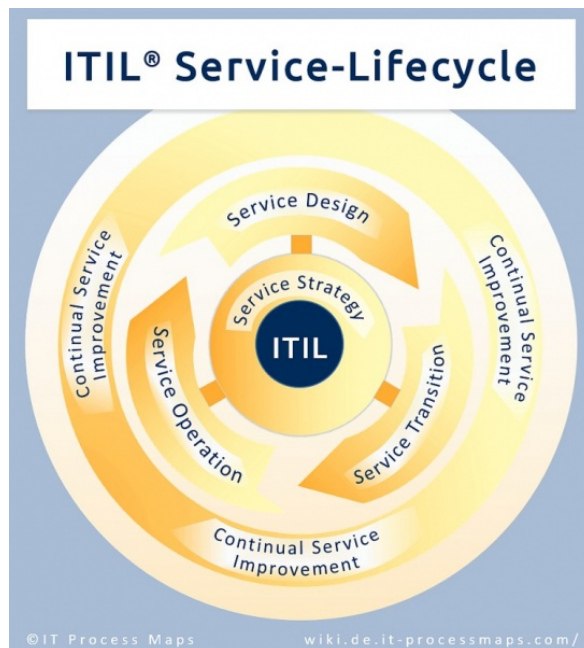 ITIL® Service-Lifecycle
Service Design
Continual Service
Improvement
Continual Service
Improvement
Service Strategy
ITIL
Service Operation
Service Transition
Continual Service
Improvement
©IT Process Maps
wiki.de.it-processmaps.com/